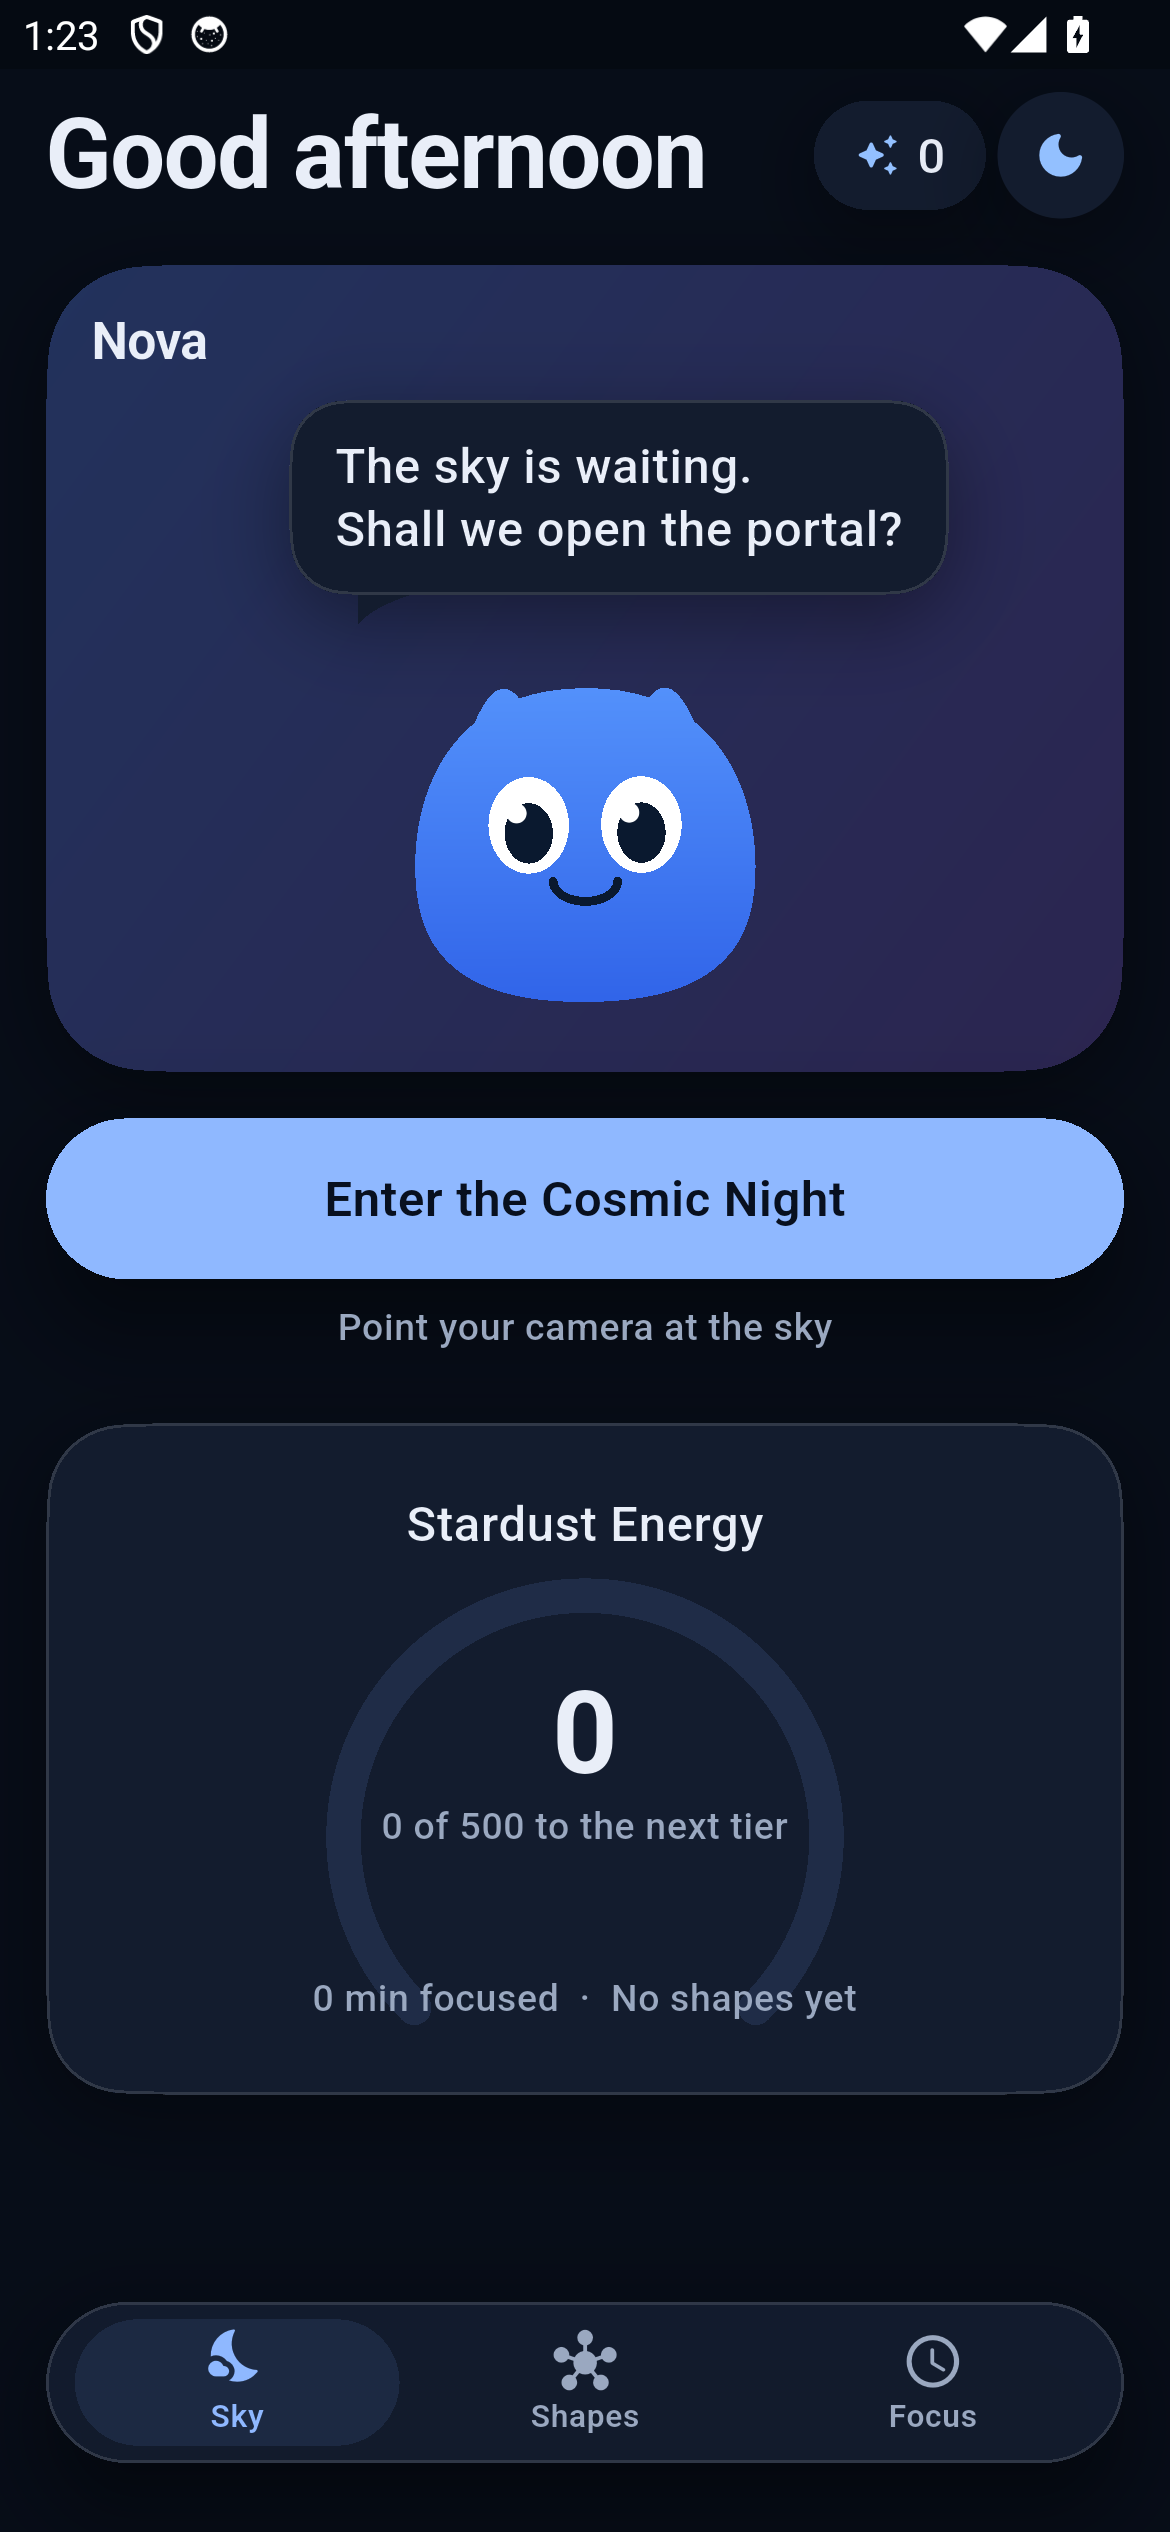 1:23
Good afternoon
0
Nova
The sky is waiting.
Shall we open the portal?
Enter the Cosmic Night
Point your camera at the sky
Stardust Energy
0
0 of 500 to the next tier
0 min focused · No shapes yet
Sky
Shapes
Focus